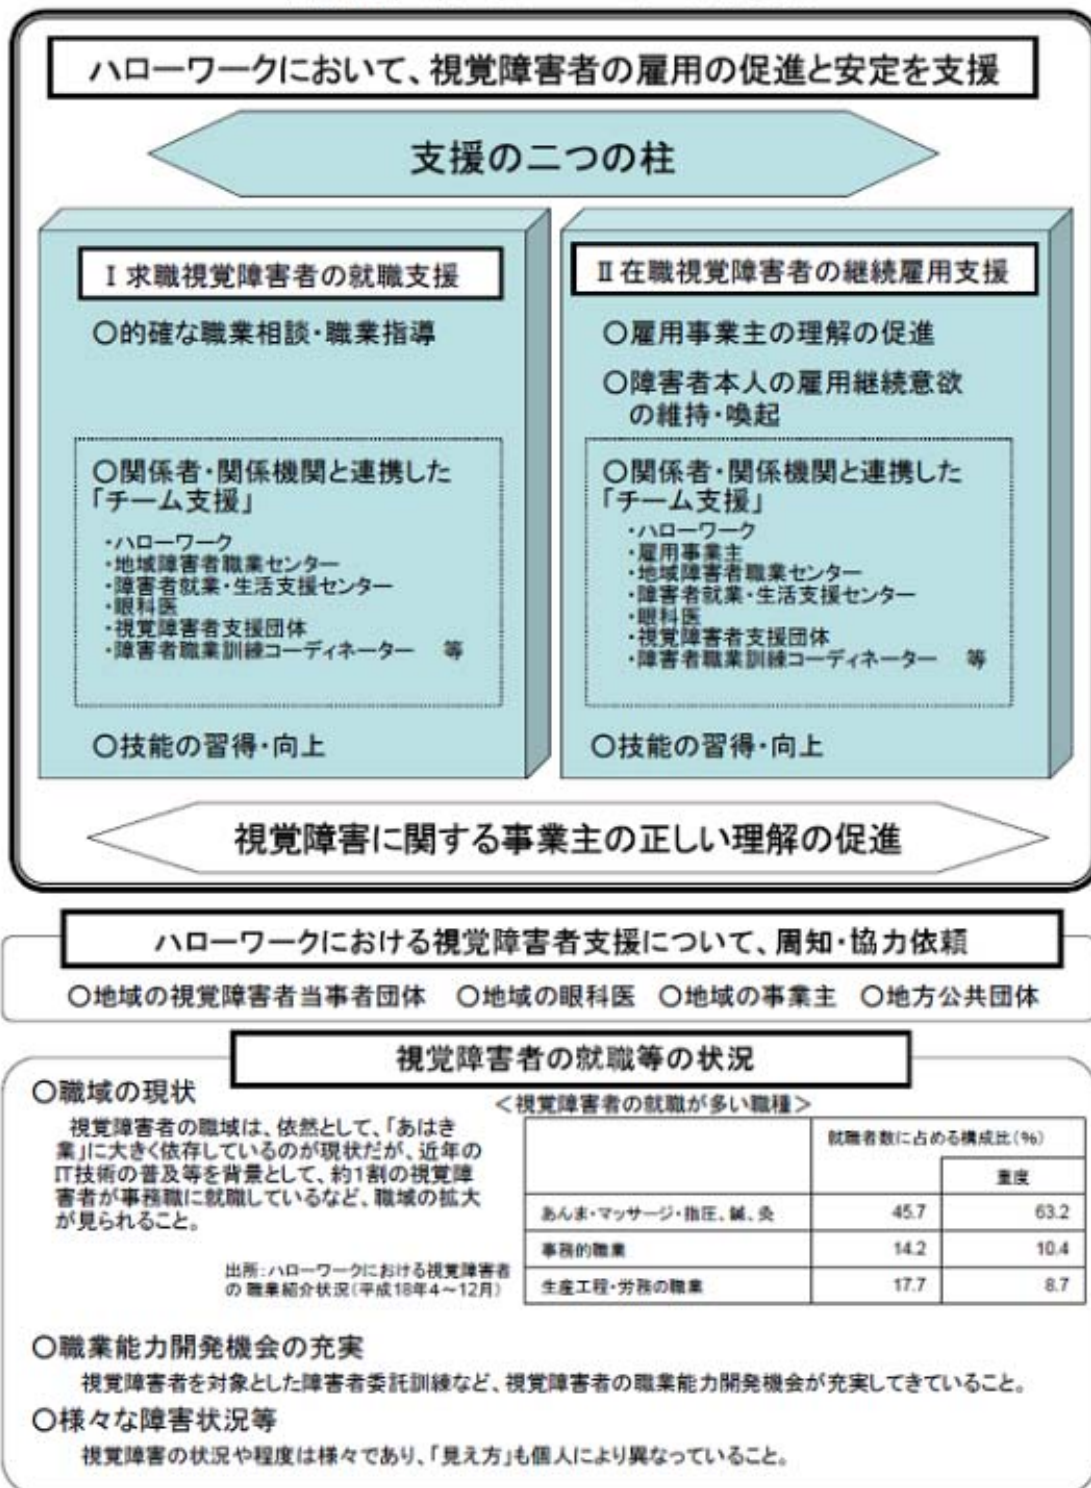 ハローワークにおいて、視覚障害者の雇用の促進と安定を支援
支援の二つの柱
Ⅰ 求職視覚障害者の就職支援
○的確な職業相談・職業指導
○関係者・関係機関と連携した
「チーム支援」
・ハローワーク
・地域障害者職業センター
・障害者就業・生活支援センター
・眼科医
・視覚障害者支援団体
・障害者職業訓練コーディネーター　等
○技能の習得・向上
Ⅱ 在職視覚障害者の継続雇用支援
○雇用事業主の理解の促進
○障害者本人の雇用継続意欲
の維持・喚起
○関係者・関係機関と連携した
「チーム支援」
・ハローワーク
・雇用事業主
・地域障害者職業センター
・障害者就業・生活支援センター
・眼科医
・視覚障害者支援団体
・障害者職業訓練コーディネーター　等
○技能の習得・向上
視覚障害に関する事業主の正しい理解の促進
ハローワークにおける視覚障害者支援について、周知・協力依頼
○地域の視覚障害者当事者団体　○地域の眼科医　○地域の事業主　○地方公共団体
視覚障害者の就職等の状況
○職域の現状
視覚障害者の職域は、依然として、「あはき
業」に大きく依存しているのが現状だが、近年の
IT技術の普及等を背景として、約1割の視覚障
害者が事務職に就職しているなど、職域の拡大
が見られること。
出所:ハローワークにおける視覚障害者
の 職業紹介状況(平成18年4～12月)
＜視覚障害者の就職が多い職種＞
就職者数に占める構成比(%)
重度
あんま・マッサージ・指圧、鍼、灸 45.7 63.2
事務的職業 14.2 10.4
生産工程・労務の職業 17.7 8.7
○職業能力開発機会の充実
視覚障害者を対象とした障害者委託訓練など、視覚障害者の職業能力開発機会が充実してきていること。
○様々な障害状況等
視覚障害の状況や程度は様々であり、「見え方」も個人により異なっていること。